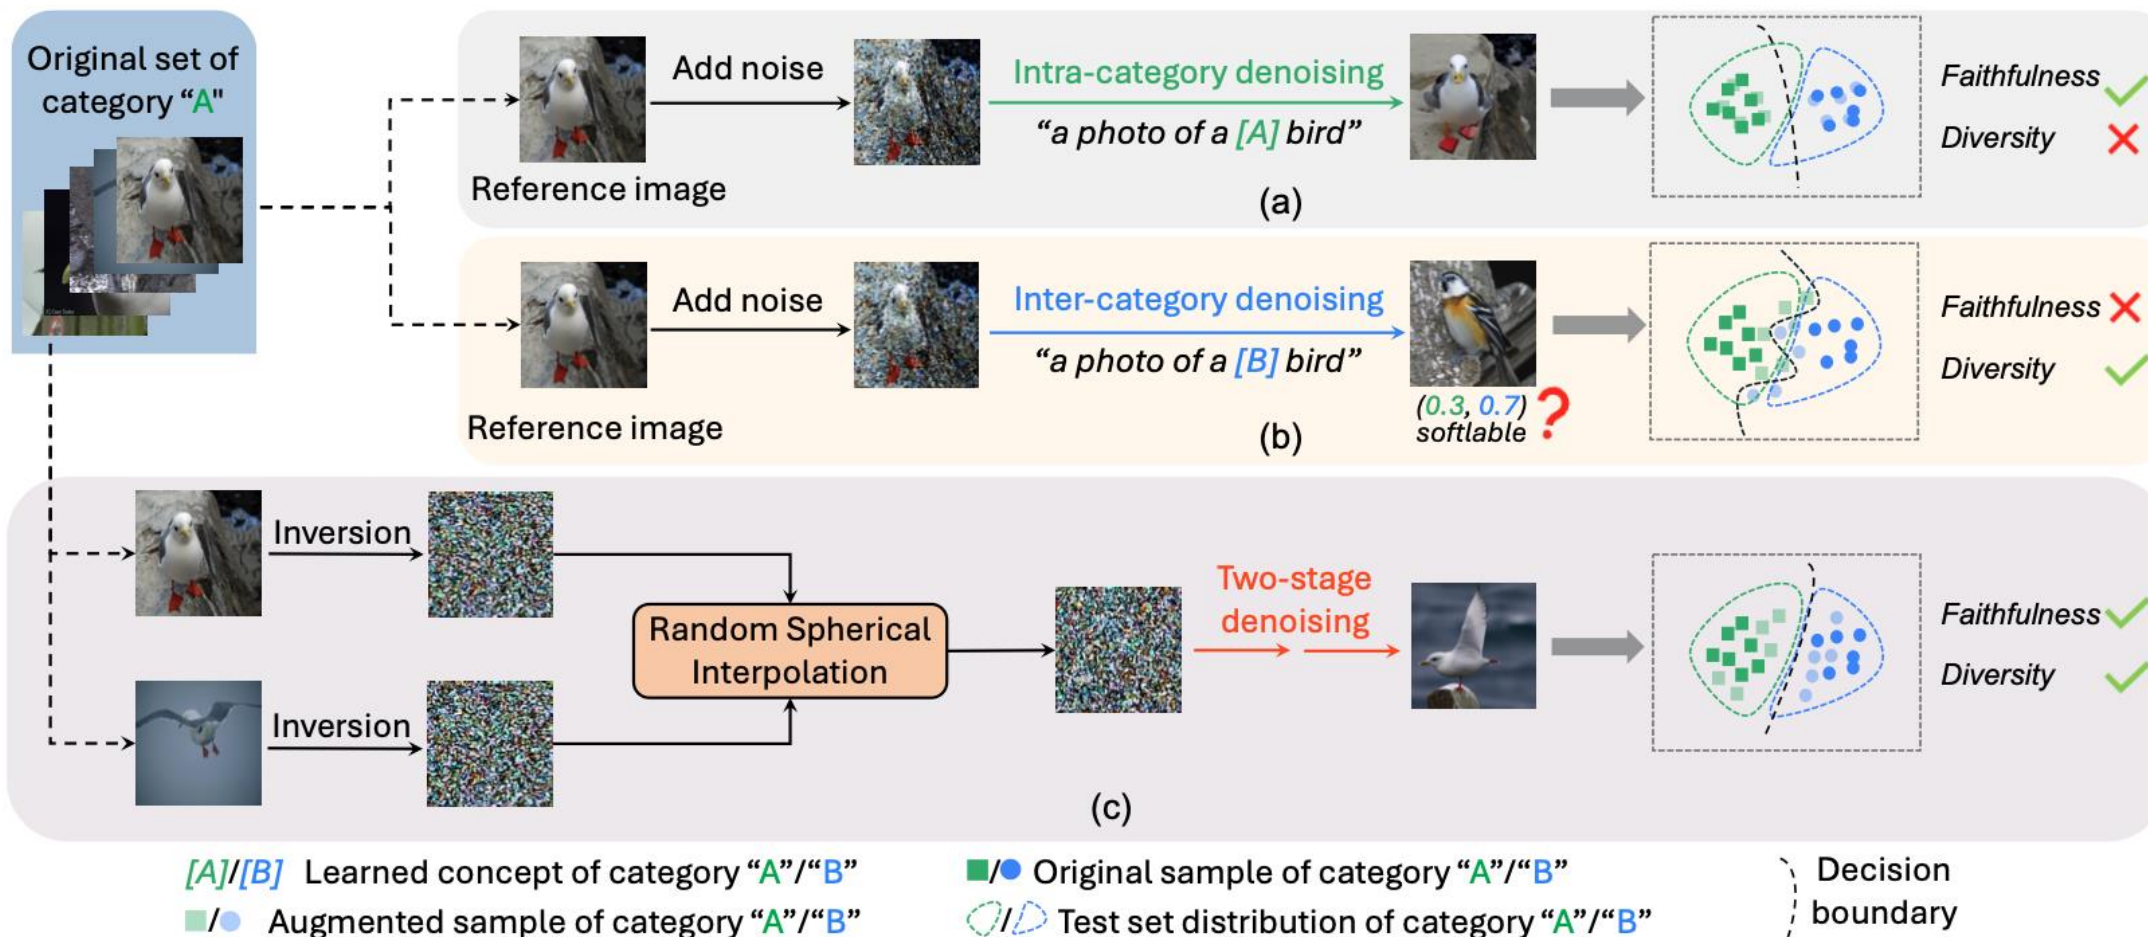 Original set of
category “A"
Add noise
Intra-category denoising
“a photo of a [A] bird”
Reference image
(a)
Faithfulness
Diversity
Add noise
Inter-category denoising
“a photo of a [B] bird”
Reference image
(0.3, 0.7)
softlable
?
(b)
Faithfulness
Diversity
Inversion
Inversion
Random Spherical
Interpolation
Two-stage
denoising
(c)
Faithfulness
Diversity
[A]/[B] Learned concept of category “A”/“B”
/ Original sample of category “A”/“B”
/ Augmented sample of category “A”/“B”
/ Test set distribution of category “A”/“B”
Decision
boundary